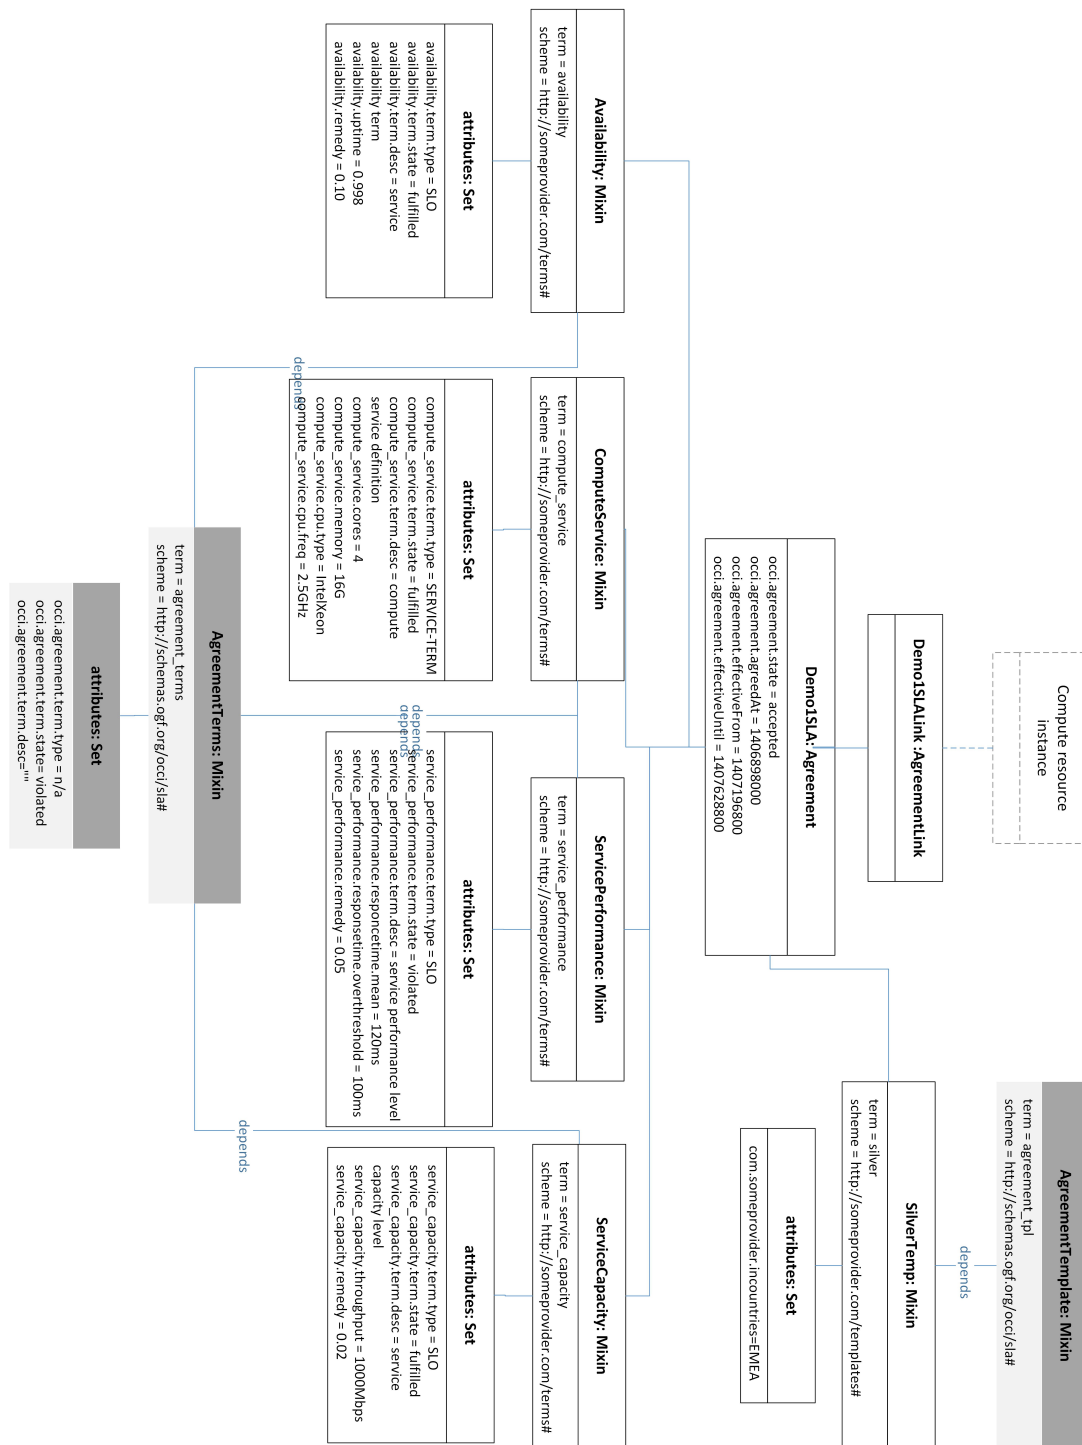 Compute resource
instance
AgreementTemplate: Mixin
term = agreement_tpl
scheme = http://schemas.ogf.org/occi/sla#
depends
Demo1SLALink :AgreementLink
SilverTemp: Mixin
term = silver
scheme = http://someprovider.com/templates#
attributes: Set
com.someprovider.incountries=EMEA
Demo1SLA: Agreement
occi.agreement.state = accepted
occi.agreement.agreedAt = 1406898000
occi.agreement.effectiveFrom = 1407196800
occi.agreement.effectiveUntil = 1407628800
Availability: Mixin
term = availability
scheme = http://someprovider.com/terms#
attributes: Set
availability.term.type = SLO
availability.term.state = fulfilled
availability.term.desc = service
availability term
availability.uptime = 0.998
availability.remedy = 0.10
ComputeService: Mixin
term = compute_service
scheme = http://someprovider.com/terms#
attributes: Set
compute_service.term.type = SERVICE-TERM
compute_service.term.state = fulfilled
compute_service.term.desc = compute
service definition
compute_service.cores = 4
compute_service.memory = 16G
compute_service.cpu.type = IntelXeon
compute_service.cpu.freq = 2.5GHz
ServicePerformance: Mixin
term = service_performance
scheme = http://someprovider.com/terms#
attributes: Set
service_performance.term.type = SLO
service_performance.term.state = violated
service_performance.term.desc = service performance level
service_performance.responcetime.mean = 120ms
service_performance.responsetime.overthreshold = 100ms
service_performance.remedy = 0.05
ServiceCapacity: Mixin
term = service_capacity
scheme = http://someprovider.com/terms#
attributes: Set
service_capacity.term.type = SLO
service_capacity.term.state = fulfilled
service_capacity.term.desc = service
capacity level
service_capacity.throughput = 1000Mbps
service_capacity.remedy = 0.02
depends
depends
depends
depends
AgreementTerms: Mixin
term = agreement_terms
scheme = http://schemas.ogf.org/occi/sla#
attributes: Set
occi.agreement.term.type = n/a
occi.agreement.term.state= violated
occi.agreement.term.desc=""